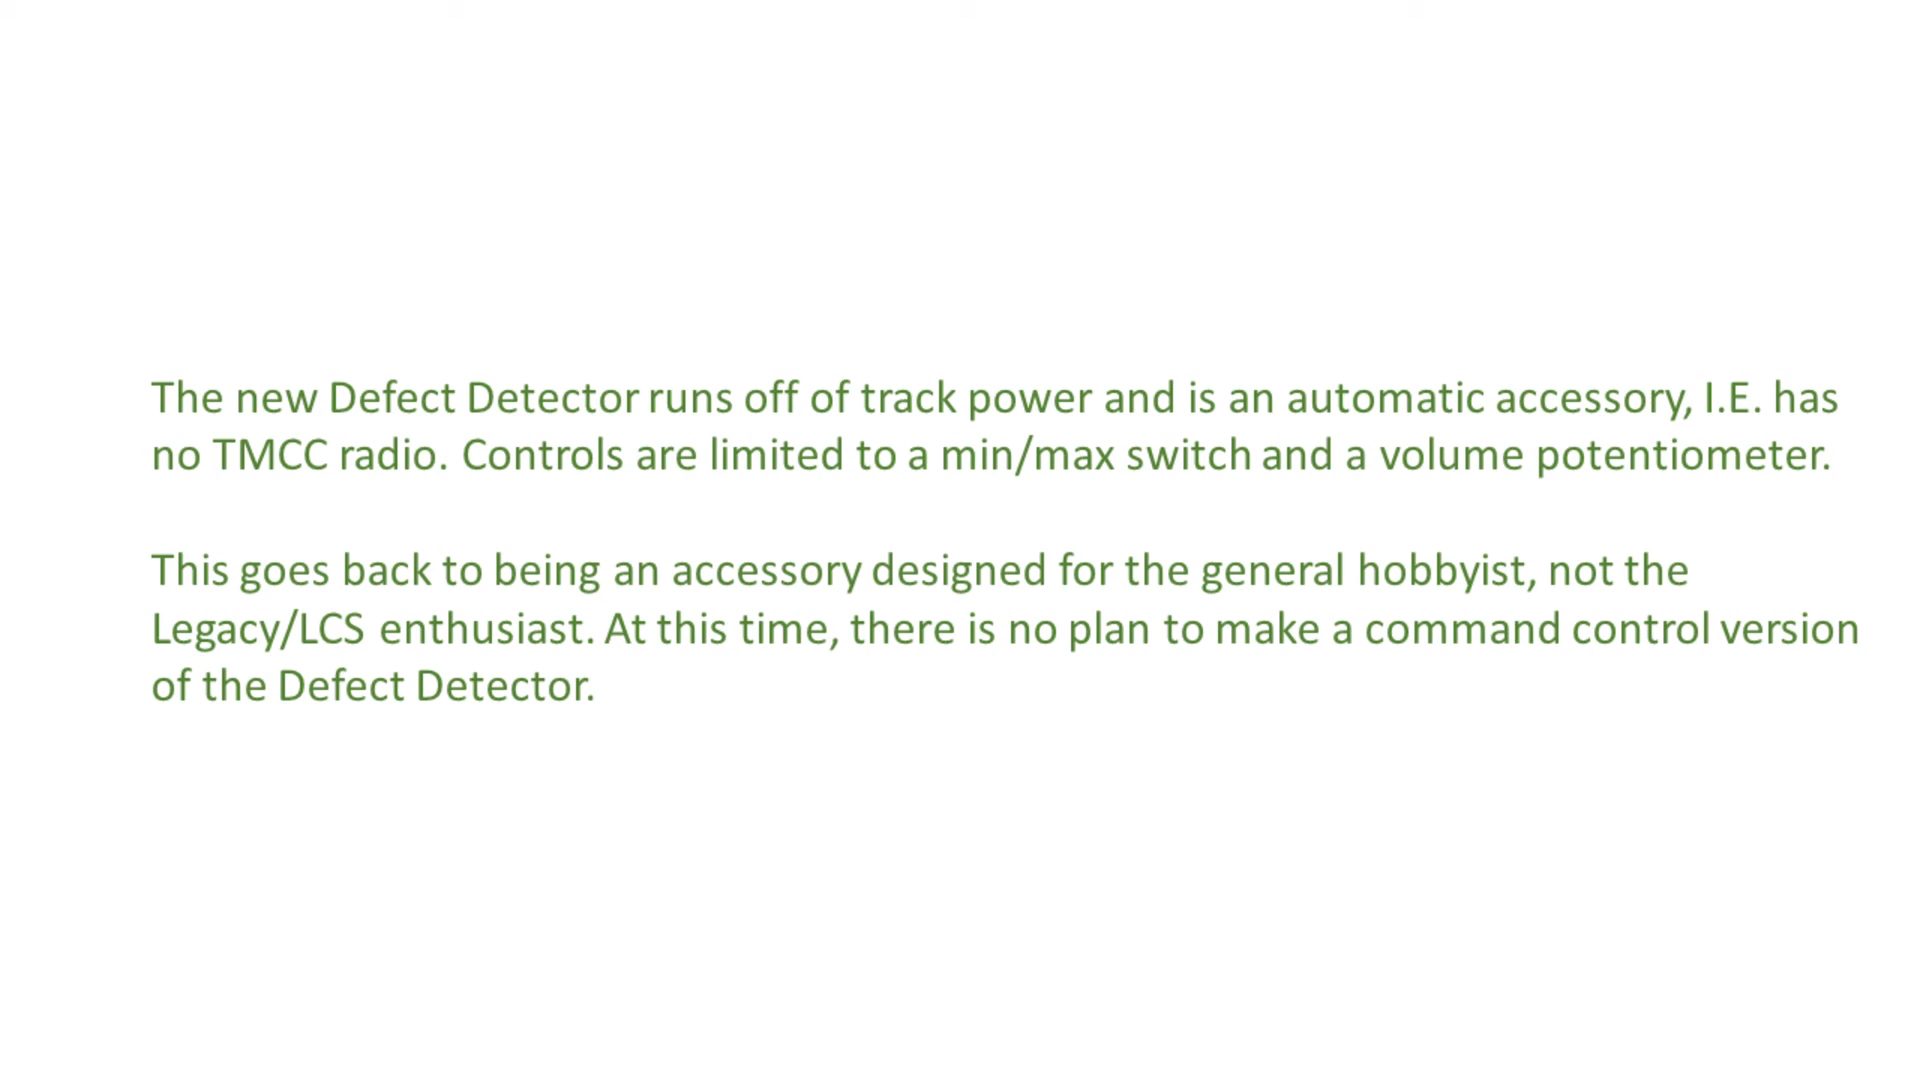 The new Defect Detector runs off of track power and is an automatic accessory, I.E. has
no TMCC radio. Controls are limited to a min/max switch and a volume potentiometer.
This goes back to being an accessory designed for the general hobbyist, not the
Legacy/LCS enthusiast. At this time, there is no plan to make a command control version
of the Defect Detector.